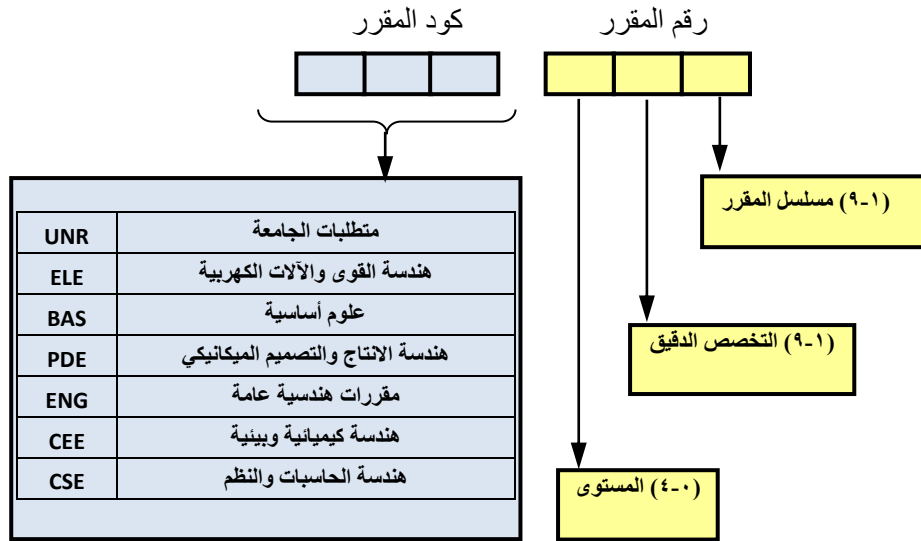 رقم المقرر
كود المقرر
(١-٩) مسلسل المقرر
(١-٩) التخصص الدقيق
(٠-٤) المستوى
متطلبات الجامعة UNR
هندسة القوى والآلات الكهربية ELE
علوم أساسية BAS
هندسة الانتاج والتصميم الميكانيكي PDE
مقررات هندسية عامة ENG
هندسة كيميائية وبيئية CEE
هندسة الحاسبات والنظم CSE